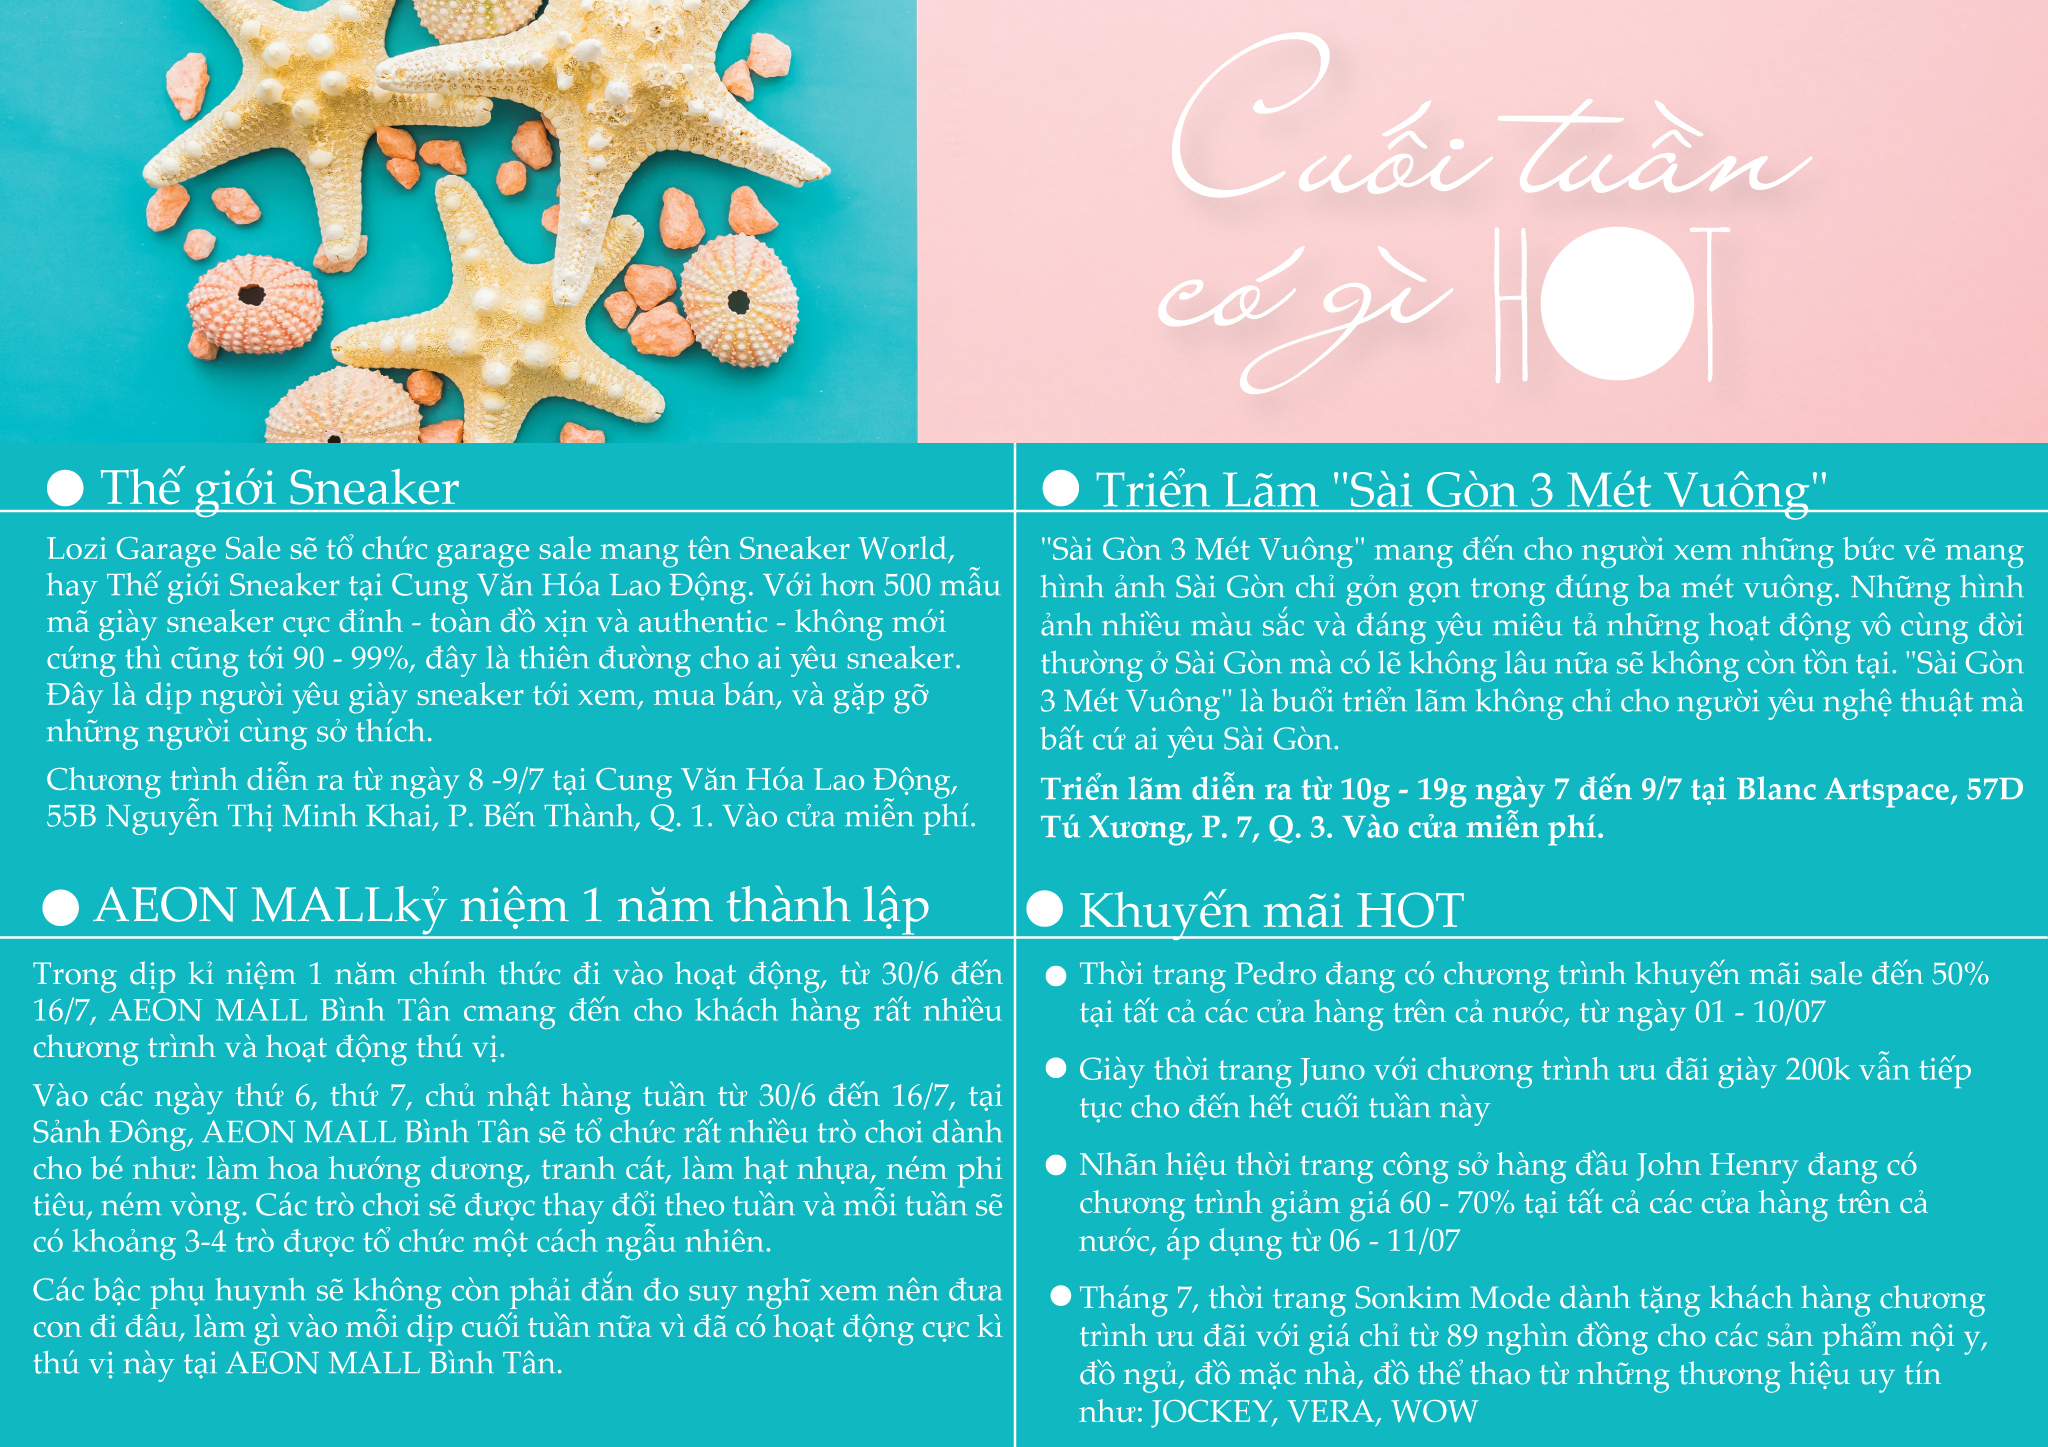 Cuối tuần
có gì HOT
Thế giới Sneaker
Lozi Garage Sale sẽ tổ chức garage sale mang tên Sneaker World,
hay Thế giới Sneaker tại Cung Văn Hóa Lao Động. Với hơn 500 mẫu
mã giày sneaker cực đỉnh - toàn đồ xịn và authentic - không mới
cứng thì cũng tới 90 - 99%, đây là thiên đường cho ai yêu sneaker.
Đây là dịp người yêu giày sneaker tới xem, mua bán, và gặp gỡ
những người cùng sở thích.
Chương trình diễn ra từ ngày 8 -9/7 tại Cung Văn Hóa Lao Động,
55B Nguyễn Thị Minh Khai, P. Bến Thành, Q. 1. Vào cửa miễn phí.
Triển Lãm "Sài Gòn 3 Mét Vuông"
"Sài Gòn 3 Mét Vuông" mang đến cho người xem những bức vẽ mang
hình ảnh Sài Gòn chỉ gỏn gọn trong đúng ba mét vuông. Những hình
ảnh nhiều màu sắc và đáng yêu miêu tả những hoạt động vô cùng đời
thường ở Sài Gòn mà có lẽ không lâu nữa sẽ không còn tồn tại. "Sài Gòn
3 Mét Vuông" là buổi triển lãm không chỉ cho người yêu nghệ thuật mà
bất cứ ai yêu Sài Gòn.
Triển lãm diễn ra từ 10g - 19g ngày 7 đến 9/7 tại Blanc Artspace, 57D
Tú Xương, P. 7, Q. 3. Vào cửa miễn phí.
AEON MALLkỷ niệm 1 năm thành lập
Trong dịp kỉ niệm 1 năm chính thức đi vào hoạt động, từ 30/6 đến
16/7, AEON MALL Bình Tân cmang đến cho khách hàng rất nhiều
chương trình và hoạt động thú vị.
Vào các ngày thứ 6, thứ 7, chủ nhật hàng tuần từ 30/6 đến 16/7, tại
Sảnh Đông, AEON MALL Bình Tân sẽ tổ chức rất nhiều trò chơi dành
cho bé như: làm hoa hướng dương, tranh cát, làm hạt nhựa, ném phi
tiêu, ném vòng. Các trò chơi sẽ được thay đổi theo tuần và mỗi tuần sẽ
có khoảng 3-4 trò được tổ chức một cách ngẫu nhiên.
Các bậc phụ huynh sẽ không còn phải đắn đo suy nghĩ xem nên đưa
con đi đâu, làm gì vào mỗi dịp cuối tuần nữa vì đã có hoạt động cực kì
thú vị này tại AEON MALL Bình Tân.
Khuyến mãi HOT
Thời trang Pedro đang có chương trình khuyến mãi sale đến 50%
tại tất cả các cửa hàng trên cả nước, từ ngày 01 - 10/07
Giày thời trang Juno với chương trình ưu đãi giày 200k vẫn tiếp
tục cho đến hết cuối tuần này
Nhãn hiệu thời trang công sở hàng đầu John Henry đang có
chương trình giảm giá 60 - 70% tại tất cả các cửa hàng trên cả
nước, áp dụng từ 06 - 11/07
Tháng 7, thời trang Sonkim Mode dành tặng khách hàng chương
trình ưu đãi với giá chỉ từ 89 nghìn đồng cho các sản phẩm nội y,
đồ ngủ, đồ mặc nhà, đồ thể thao từ những thương hiệu uy tín
như: JOCKEY, VERA, WOW